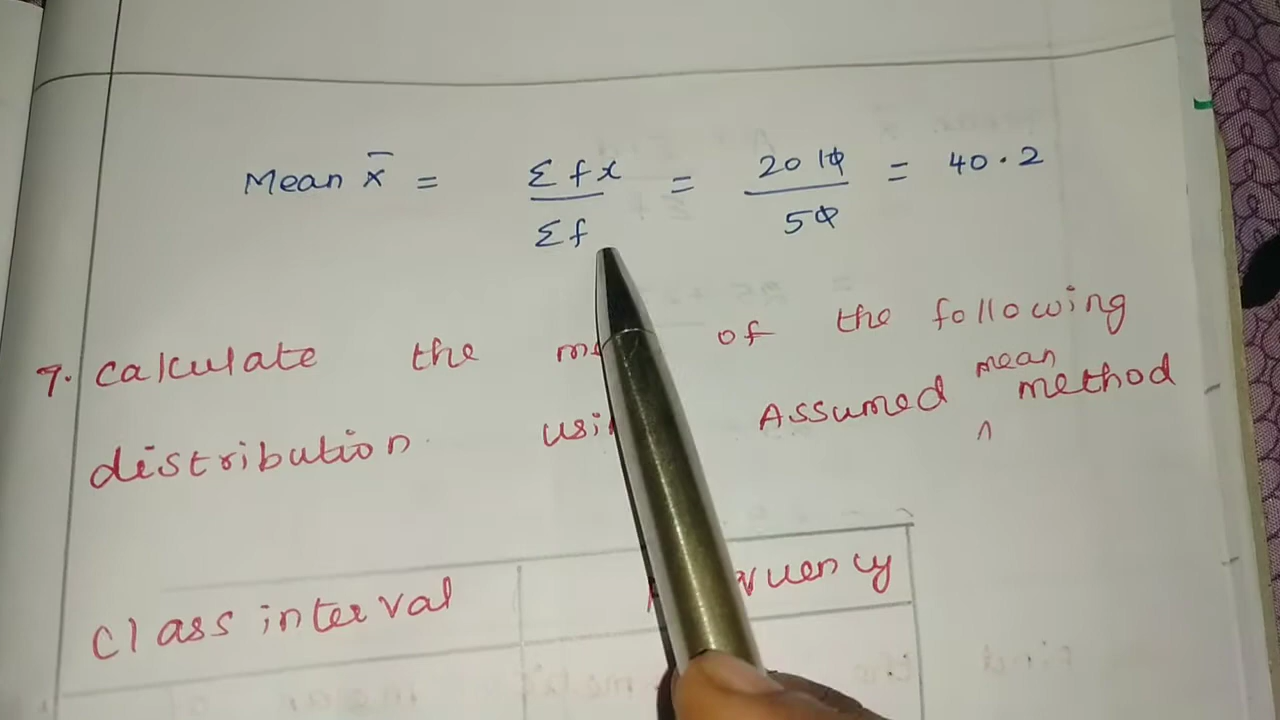 Mean x̄ = Σfx / Σf = 2010 / 50 = 40.2
7. Calculate the of the following
distribution Assumed mean method
Class interval